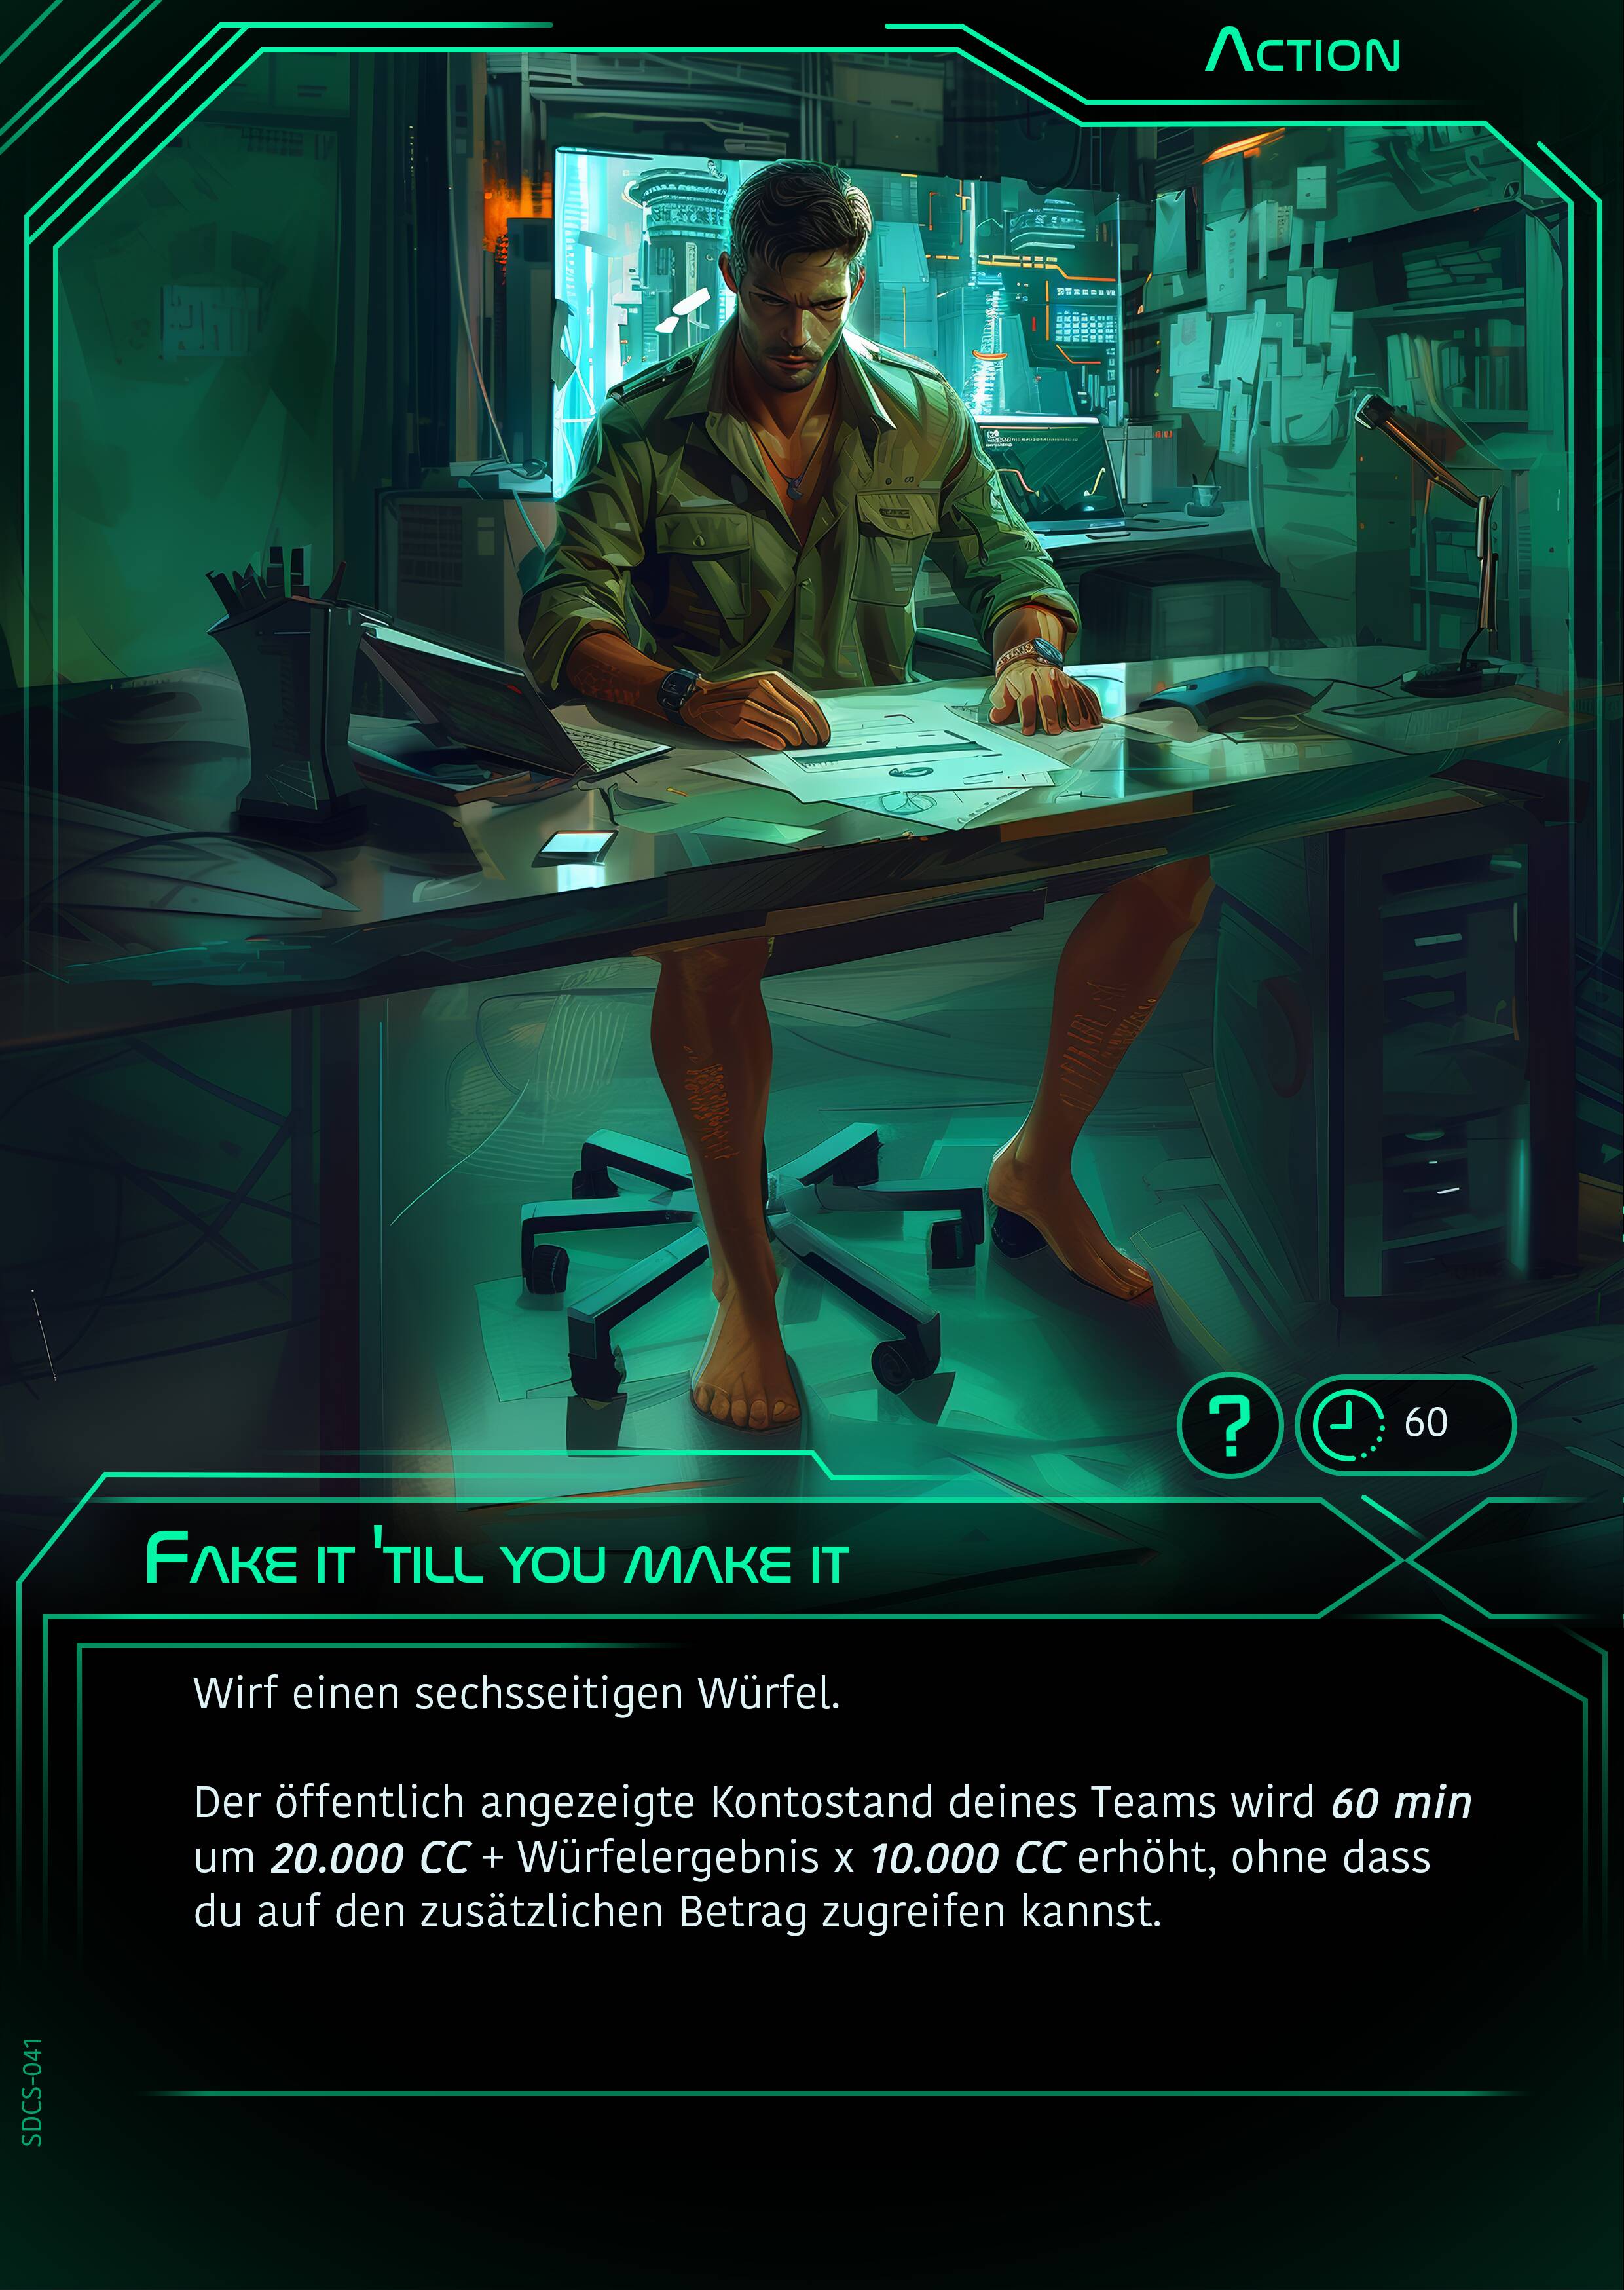 Action
?
60
Fake it 'till you make it
Wirf einen sechsseitigen Würfel.
Der öffentlich angezeigte Kontostand deines Teams wird 60 min
um 20.000 CC + Würfelergebnis x 10.000 CC erhöht, ohne dass
du auf den zusätzlichen Betrag zugreifen kannst.
SDCS-041